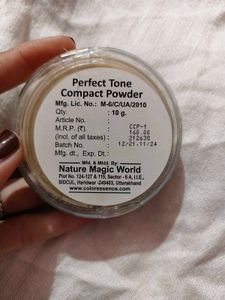 Perfect Tone
Compact Powder
Mfg. Lic. No.: M-6/C/UA/2010
Qty. : 10 g.
Article No. : CCP-1
M.R.P. (₹). : 160.00
(Incl. of all taxes) : 212630
Batch No. : 12/21.11/24
Mfg. dt., Exp. Dt.:
Mfd. & Mktd. By:
Nature Magic World
Plot No. 124-127 & 119, Sector - 6 A, I.I.E.,
SIDCUL, Haridwar -249403, Uttarakhand
www.coloressence.com